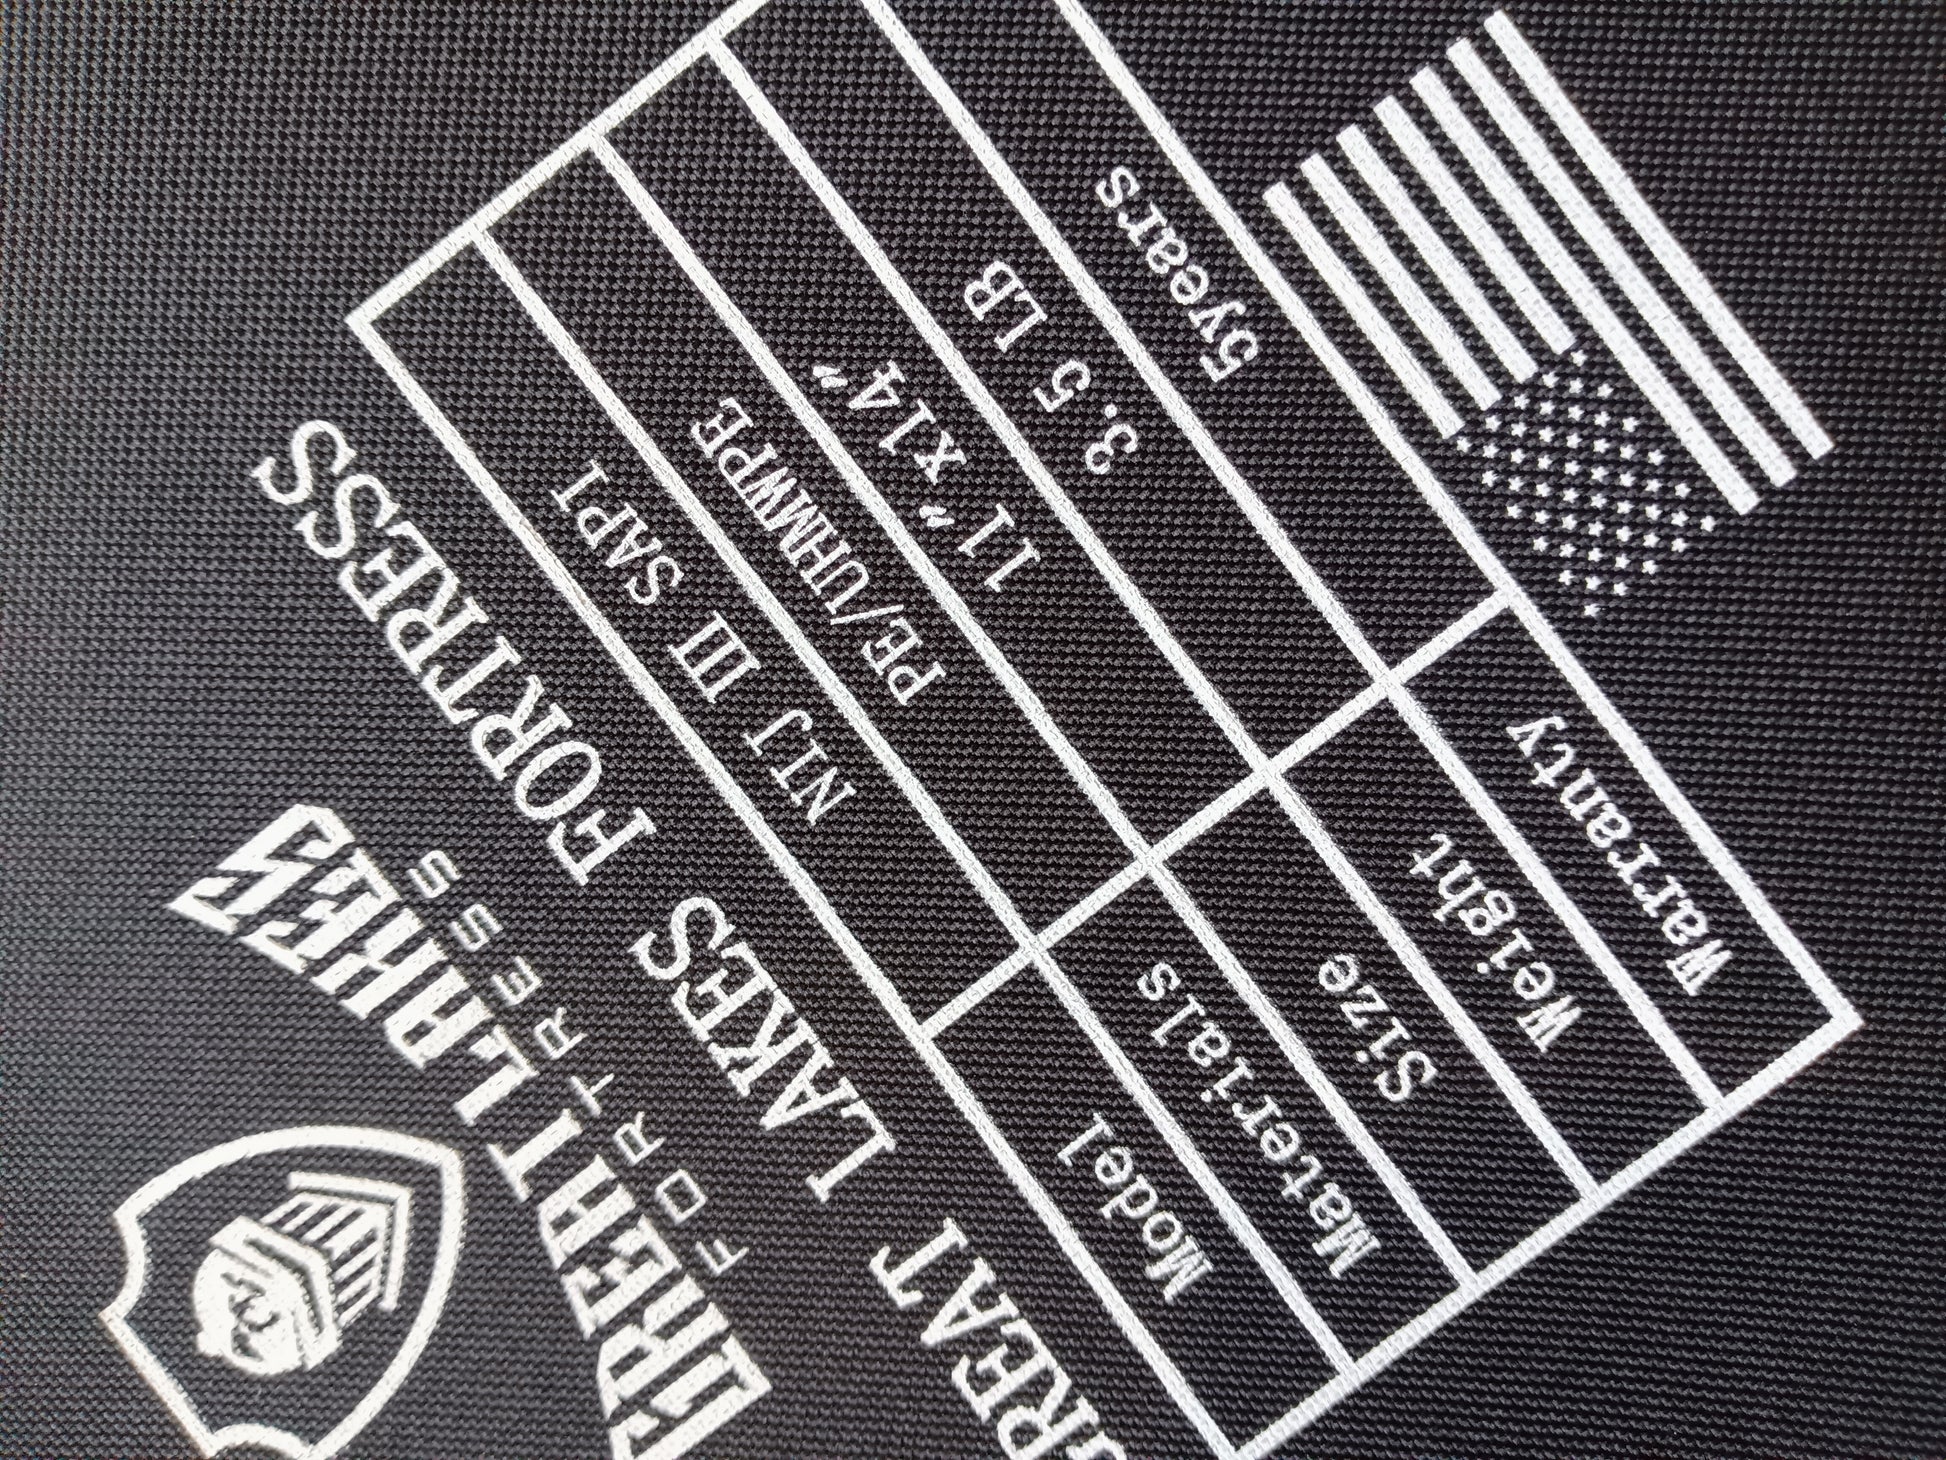 GREAT LAKES
FORTRESS
GREAT LAKES FORTRESS
Model NIJ III SAPI
Materials PE/UHMWPE
Size 11"x14"
Weight 3.5 LB
Warranty 5years